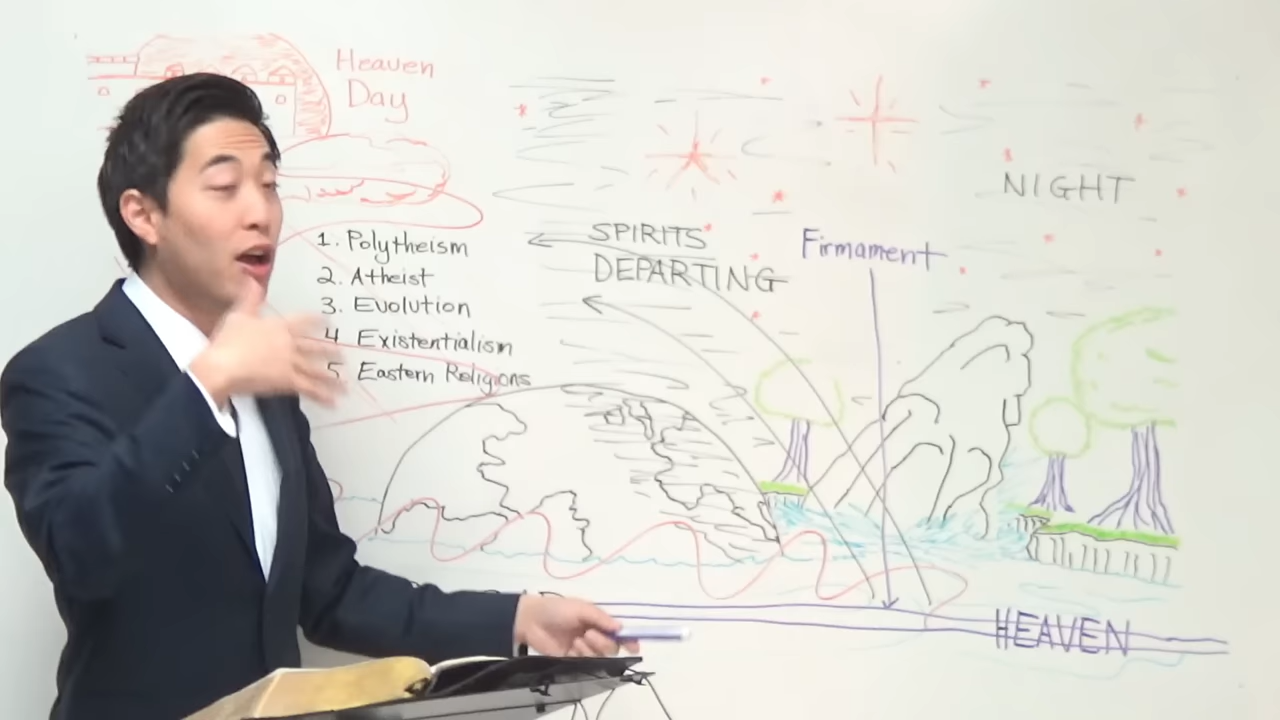 Heaven
Day
1. Polytheism
2. Atheist
3. Evolution
4 Existentialism
5 Eastern Religions
SPIRITS
DEPARTING
Firmament
NIGHT
HEAVEN